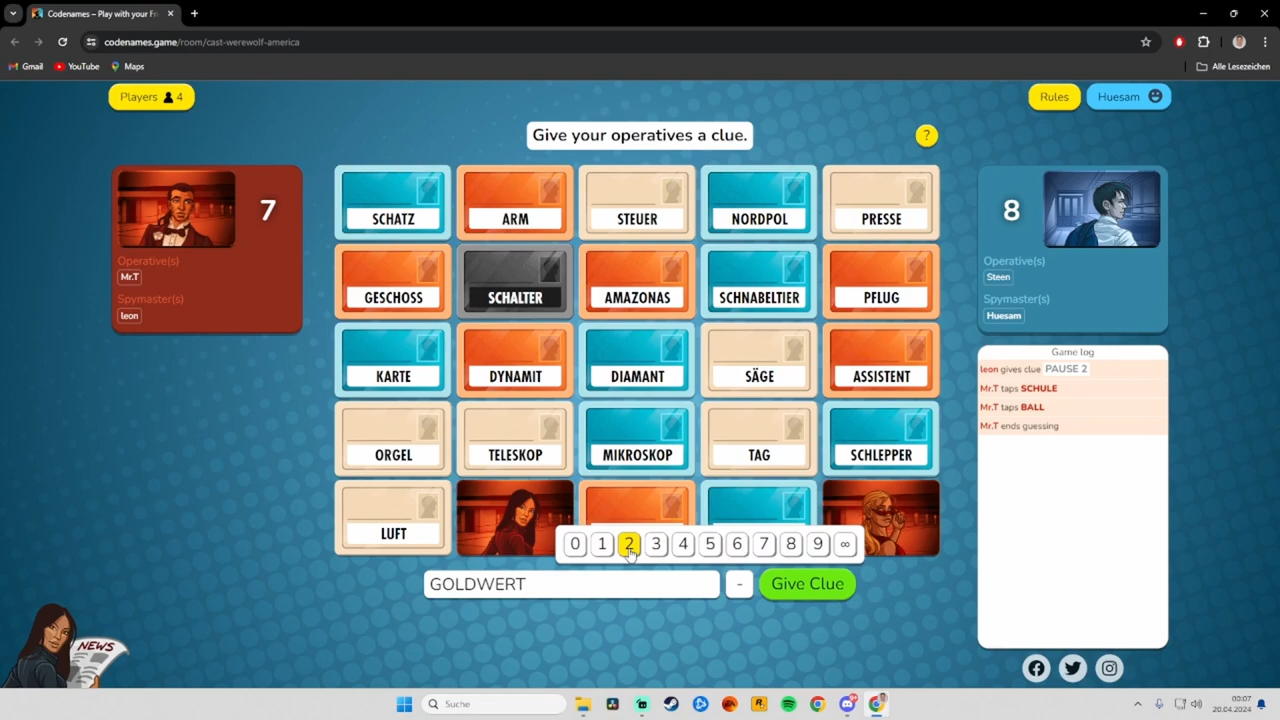 Codenames – Play with your Fri
codenames.game/room/cast-werewolf-america
Gmail YouTube Maps Alle Lesezeichen
Players 4
Rules
Huesam
Give your operatives a clue.
?
7
Operative(s)
Mr.T
Spymaster(s)
leon
SCHATZ
ARM
STEUER
NORDPOL
PRESSE
GESCHOSS
SCHALTER
AMAZONAS
SCHNABELTIER
PFLUG
KARTE
DYNAMIT
DIAMANT
SÄGE
ASSISTENT
ORGEL
TELESKOP
MIKROSKOP
TAG
SCHLEPPER
LUFT
8
Operative(s)
Steen
Spymaster(s)
Huesam
Game log
leon gives clue PAUSE 2
Mr.T taps SCHULE
Mr.T taps BALL
Mr.T ends guessing
0 1 2 3 4 5 6 7 8 9 ∞
GOLDWERT
-
Give Clue
NEWS
Suche
00:07
20.04.2024